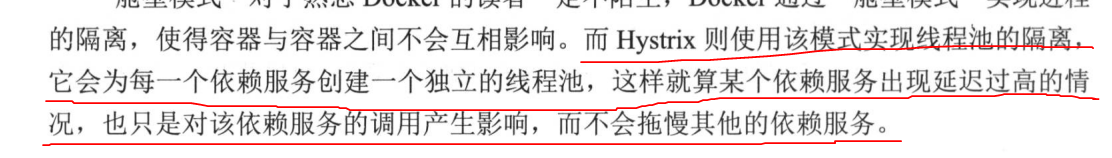 舱壁模式”对于熟悉 Docker 的读者一定不陌生，Docker 通过“舱壁模式”实现进程
的隔离，使得容器与容器之间不会互相影响。而 Hystrix 则使用该模式实现线程池的隔离，
它会为每一个依赖服务创建一个独立的线程池，这样就算某个依赖服务出现延迟过高的情
况，也只是对该依赖服务的调用产生影响，而不会拖慢其他的依赖服务。